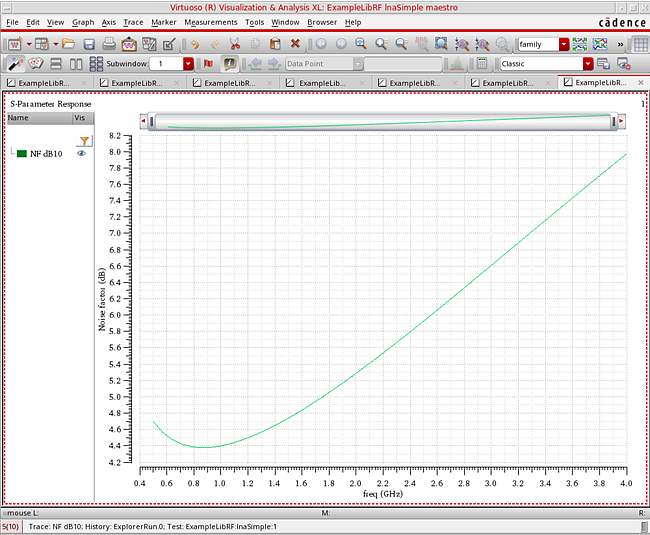 Virtuoso (R) Visualization & Analysis XL: ExampleLibRF lnaSimple maestro
File Edit View Graph Axis Trace Marker Measurements Tools Window Browser Help
cādence
family
»
Subwindow: 1
Data Point
Classic
ExampleLibR... ExampleLibR... ExampleLibR... ExampleLibR... ExampleLibR... ExampleLibR... ExampleLibR...
S-Parameter Response
1
Name Vis
NF dB10
8.2
8.0
7.8
7.6
7.4
7.2
7.0
6.8
6.6
6.4
6.2
6.0
5.8
5.6
5.4
5.2
5.0
4.8
4.6
4.4
4.2
Noise factor (dB)
0.4 0.6 0.8 1.0 1.2 1.4 1.6 1.8 2.0 2.2 2.4 2.6 2.8 3.0 3.2 3.4 3.6 3.8 4.0
freq (GHz)
mouse L: M: R:
5(10) Trace: NF dB10; History: ExplorerRun.0; Test: ExampleLibRF:lnaSimple:1